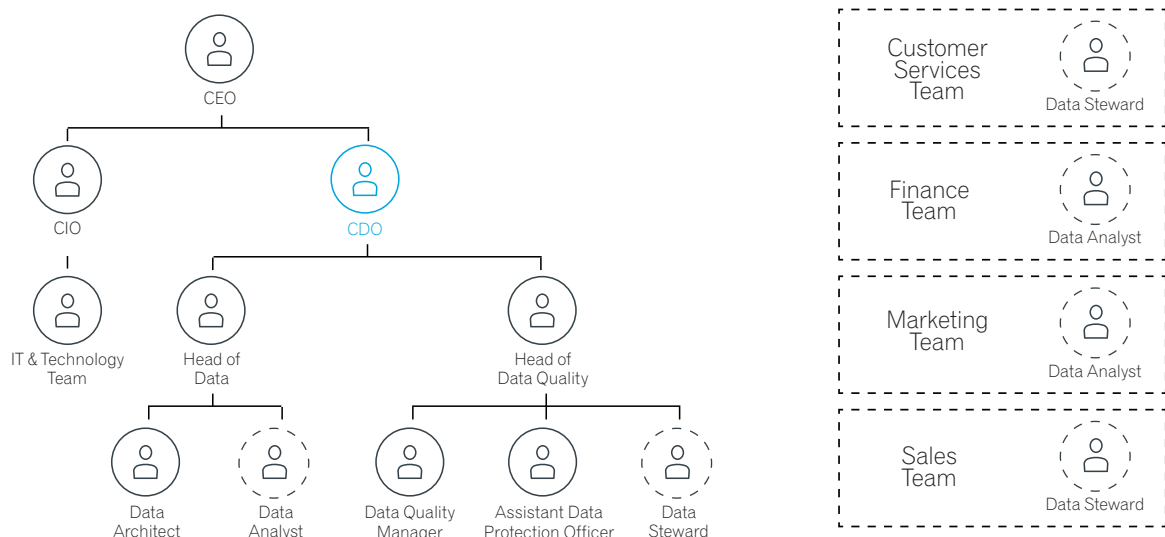 CEO
CIO
CDO
IT & Technology
Team
Head of
Data
Head of
Data Quality
Data
Architect
Data
Analyst
Data Quality
Manager
Assistant Data
Protection Officer
Data
Steward
Customer
Services
Team
Data Steward
Finance
Team
Data Analyst
Marketing
Team
Data Analyst
Sales
Team
Data Steward